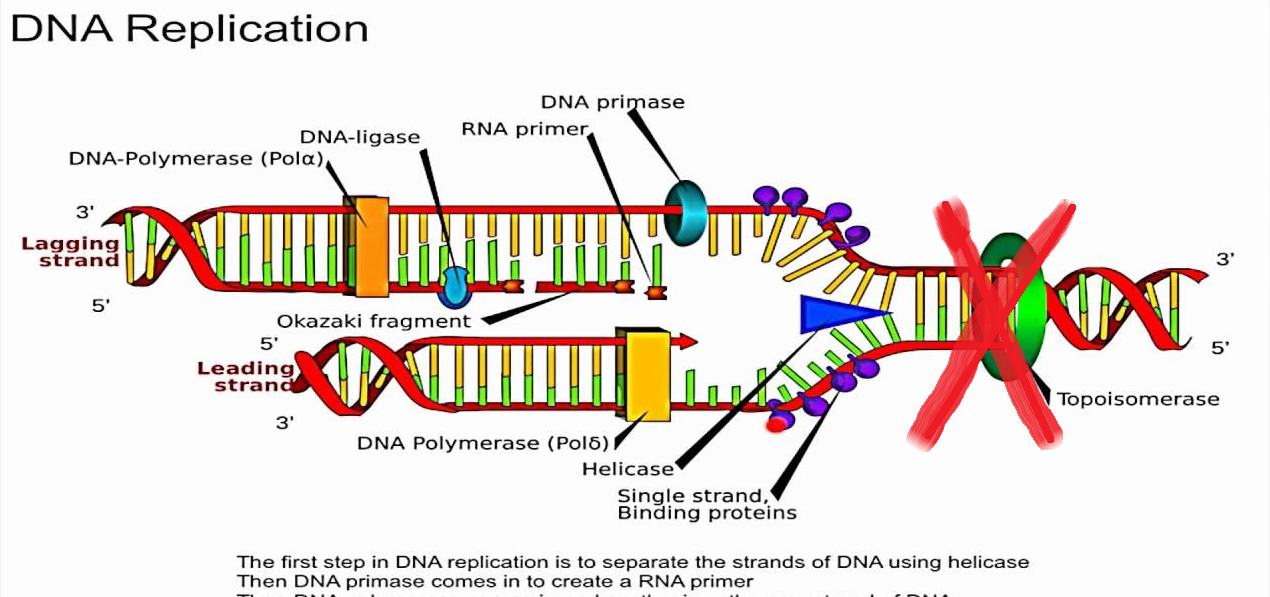 DNA Replication
DNA primase
RNA primer
DNA-ligase
DNA-Polymerase (Polα)
3'
Lagging
strand
5'
3'
5'
Okazaki fragment
5'
Leading
strand
3'
Topoisomerase
DNA Polymerase (Polδ)
Helicase
Single strand,
Binding proteins
The first step in DNA replication is to separate the strands of DNA using helicase
Then DNA primase comes in to create a RNA primer